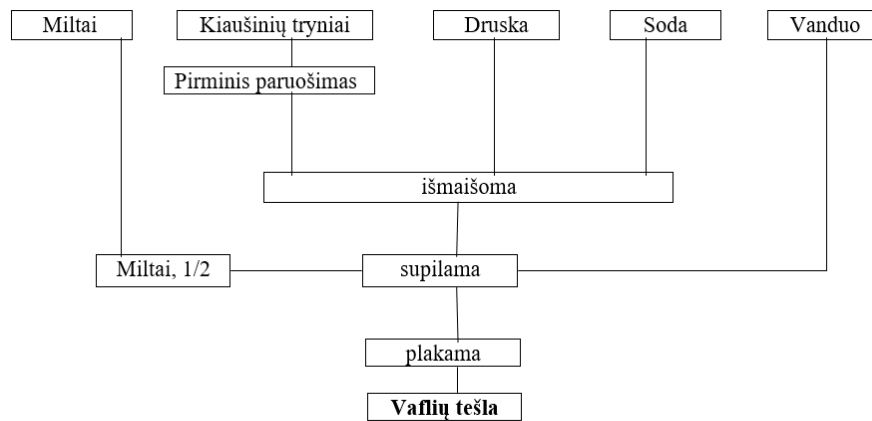 Miltai
Kiaušinių tryniai
Druska
Soda
Vanduo
Pirminis paruošimas
išmaišoma
Miltai, 1/2
supilama
plakama
Vaflių tešla